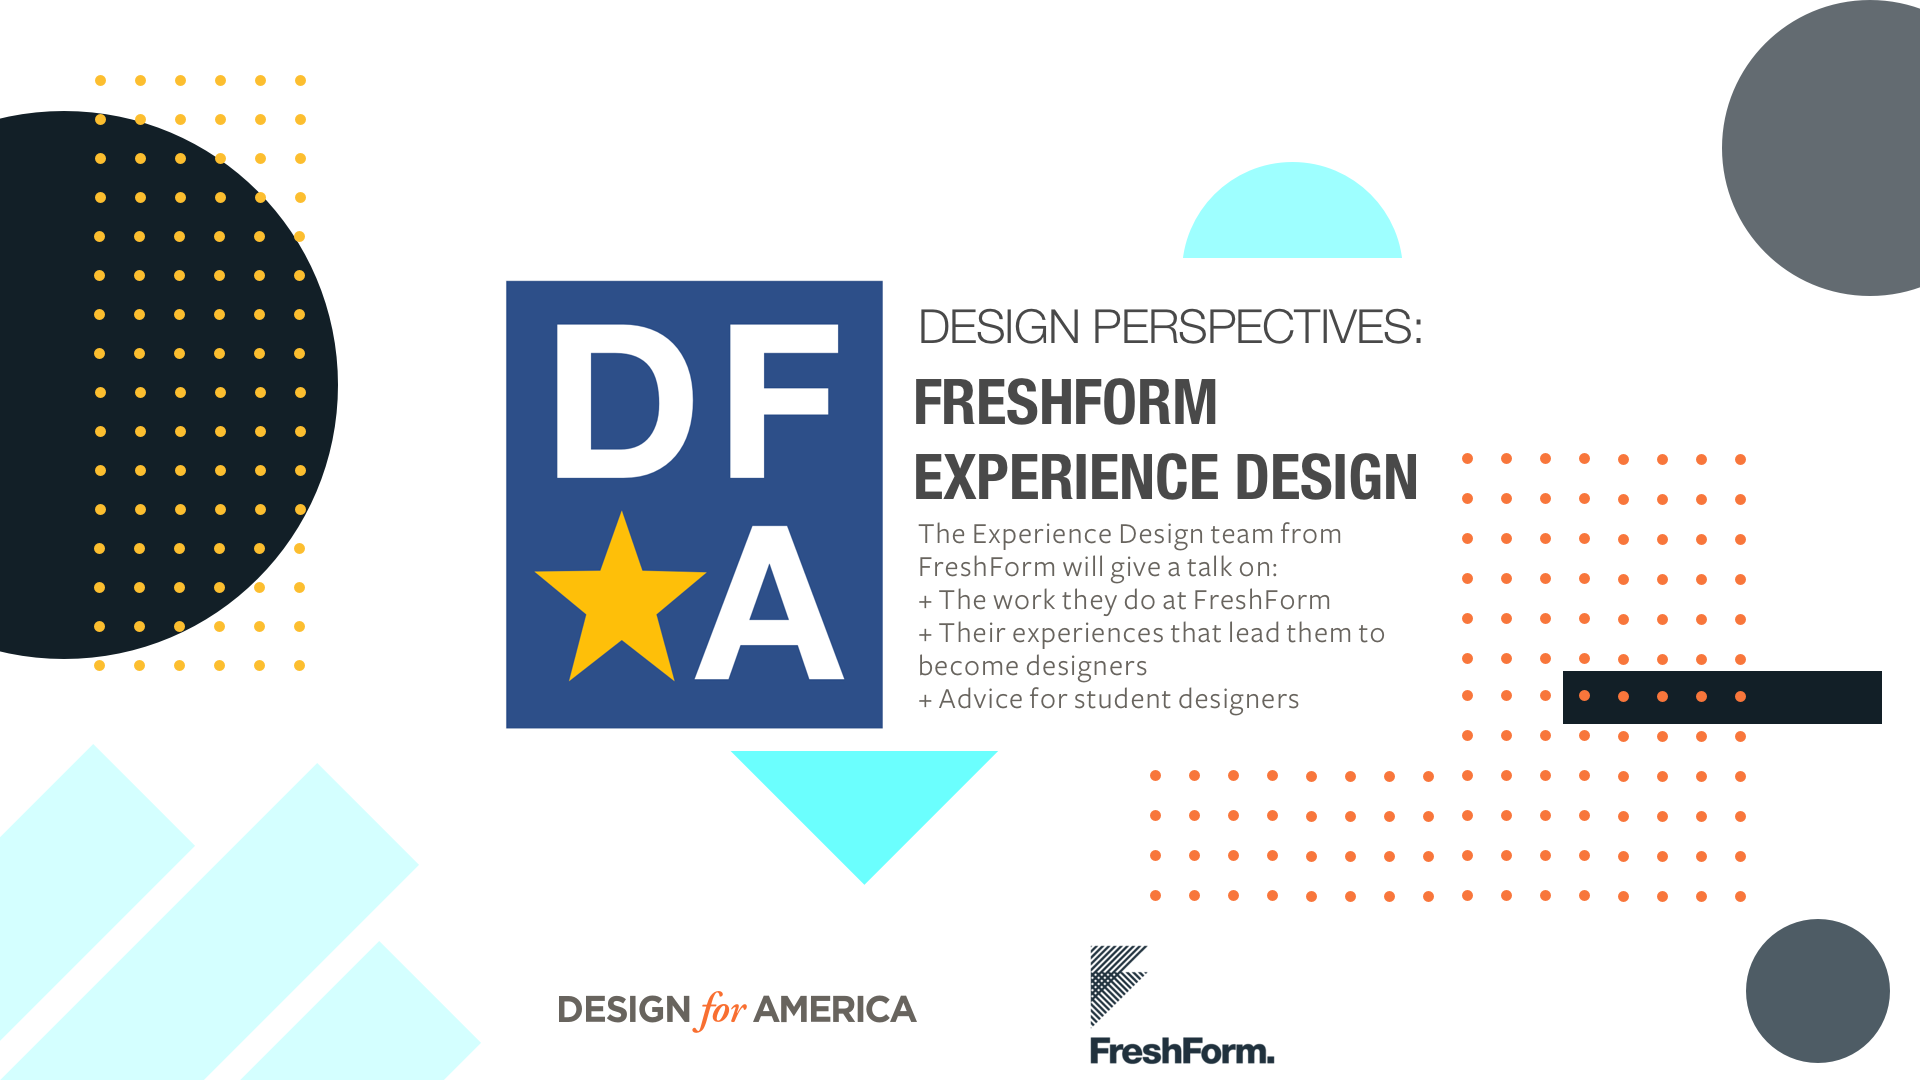 DF
A
DESIGN PERSPECTIVES:
FRESHFORM
EXPERIENCE DESIGN
The Experience Design team from
FreshForm will give a talk on:
+ The work they do at FreshForm
+ Their experiences that lead them to
become designers
+ Advice for student designers
DESIGN for AMERICA
FreshForm.